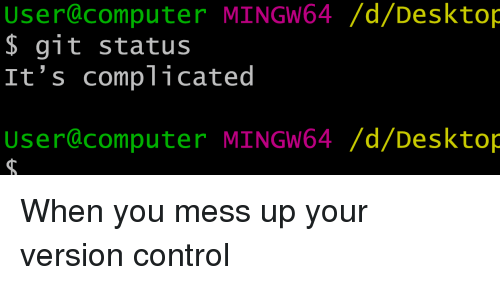 User@computer MINGW64 /d/Desktop
$ git status
It's complicated
User@computer MINGW64 /d/Desktop
$
When you mess up your
version control